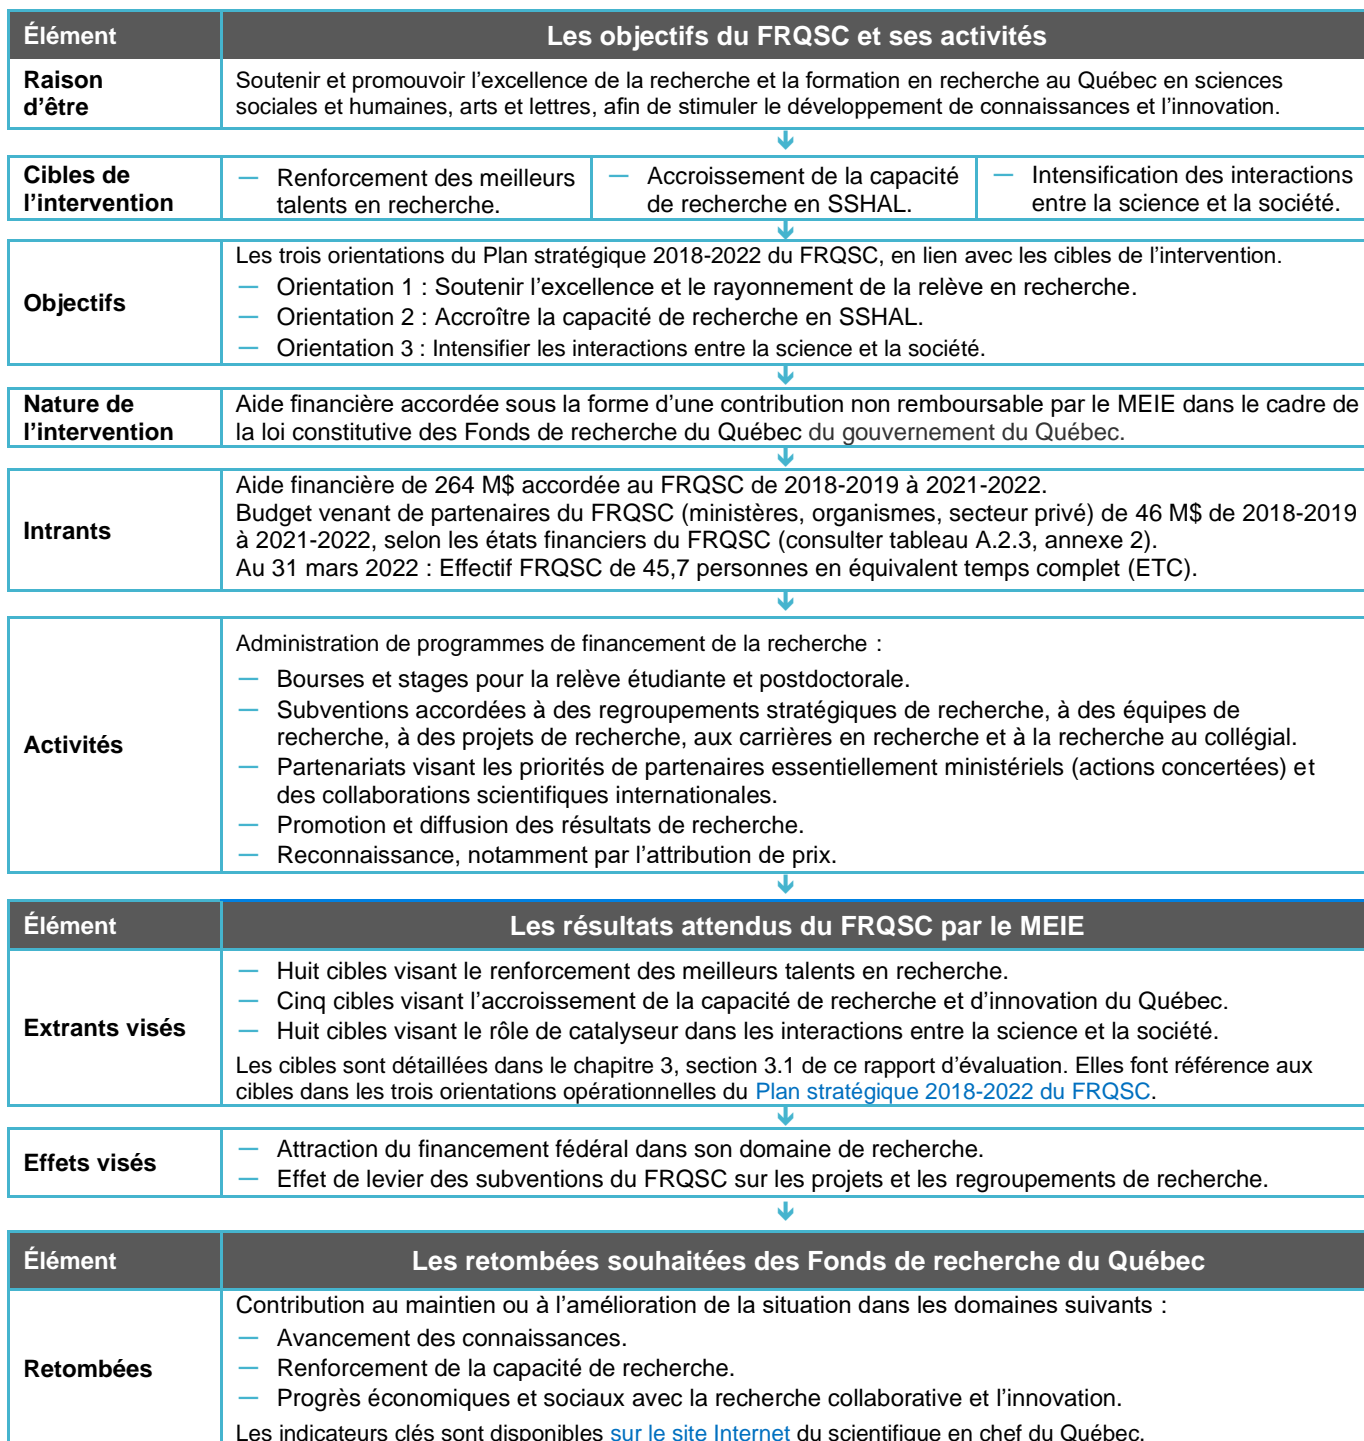 Élément
Les objectifs du FRQSC et ses activités
Raison
d’être
Soutenir et promouvoir l’excellence de la recherche et la formation en recherche au Québec en sciences
sociales et humaines, arts et lettres, afin de stimuler le développement de connaissances et l’innovation.
Cibles de
l’intervention
— Renforcement des meilleurs
talents en recherche.
— Accroissement de la capacité
de recherche en SSHAL.
— Intensification des interactions
entre la science et la société.
Objectifs
Les trois orientations du Plan stratégique 2018-2022 du FRQSC, en lien avec les cibles de l’intervention.
— Orientation 1 : Soutenir l’excellence et le rayonnement de la relève en recherche.
— Orientation 2 : Accroître la capacité de recherche en SSHAL.
— Orientation 3 : Intensifier les interactions entre la science et la société.
Nature de
l’intervention
Aide financière accordée sous la forme d’une contribution non remboursable par le MEIE dans le cadre de
la loi constitutive des Fonds de recherche du Québec du gouvernement du Québec.
Intrants
Aide financière de 264 M$ accordée au FRQSC de 2018-2019 à 2021-2022.
Budget venant de partenaires du FRQSC (ministères, organismes, secteur privé) de 46 M$ de 2018-2019
à 2021-2022, selon les états financiers du FRQSC (consulter tableau A.2.3, annexe 2).
Au 31 mars 2022 : Effectif FRQSC de 45,7 personnes en équivalent temps complet (ETC).
Activités
Administration de programmes de financement de la recherche :
— Bourses et stages pour la relève étudiante et postdoctorale.
— Subventions accordées à des regroupements stratégiques de recherche, à des équipes de
recherche, à des projets de recherche, aux carrières en recherche et à la recherche au collégial.
— Partenariats visant les priorités de partenaires essentiellement ministériels (actions concertées) et
des collaborations scientifiques internationales.
— Promotion et diffusion des résultats de recherche.
— Reconnaissance, notamment par l’attribution de prix.
Élément
Les résultats attendus du FRQSC par le MEIE
Extrants visés
— Huit cibles visant le renforcement des meilleurs talents en recherche.
— Cinq cibles visant l’accroissement de la capacité de recherche et d’innovation du Québec.
— Huit cibles visant le rôle de catalyseur dans les interactions entre la science et la société.
Les cibles sont détaillées dans le chapitre 3, section 3.1 de ce rapport d’évaluation. Elles font référence aux
cibles dans les trois orientations opérationnelles du Plan stratégique 2018-2022 du FRQSC.
Effets visés
— Attraction du financement fédéral dans son domaine de recherche.
— Effet de levier des subventions du FRQSC sur les projets et les regroupements de recherche.
Élément
Les retombées souhaitées des Fonds de recherche du Québec
Retombées
Contribution au maintien ou à l’amélioration de la situation dans les domaines suivants :
— Avancement des connaissances.
— Renforcement de la capacité de recherche.
— Progrès économiques et sociaux avec la recherche collaborative et l’innovation.
Les indicateurs clés sont disponibles sur le site Internet du scientifique en chef du Québec.